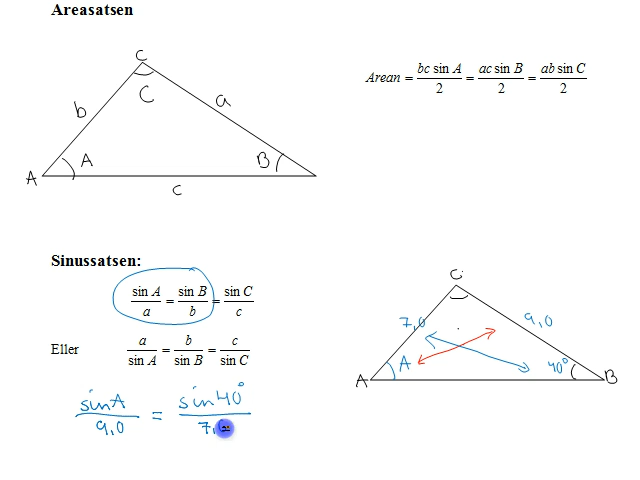 Areasatsen
C
C
b
a
A
A
B
c
Arean = bc sin A / 2 = ac sin B / 2 = ab sin C / 2
Sinussatsen:
sin A / a = sin B / b = sin C / c
Eller a / sin A = b / sin B = c / sin C
sin A / 9,0 = sin 40° / 7,
C
7,0
9,0
A
40°
A
B